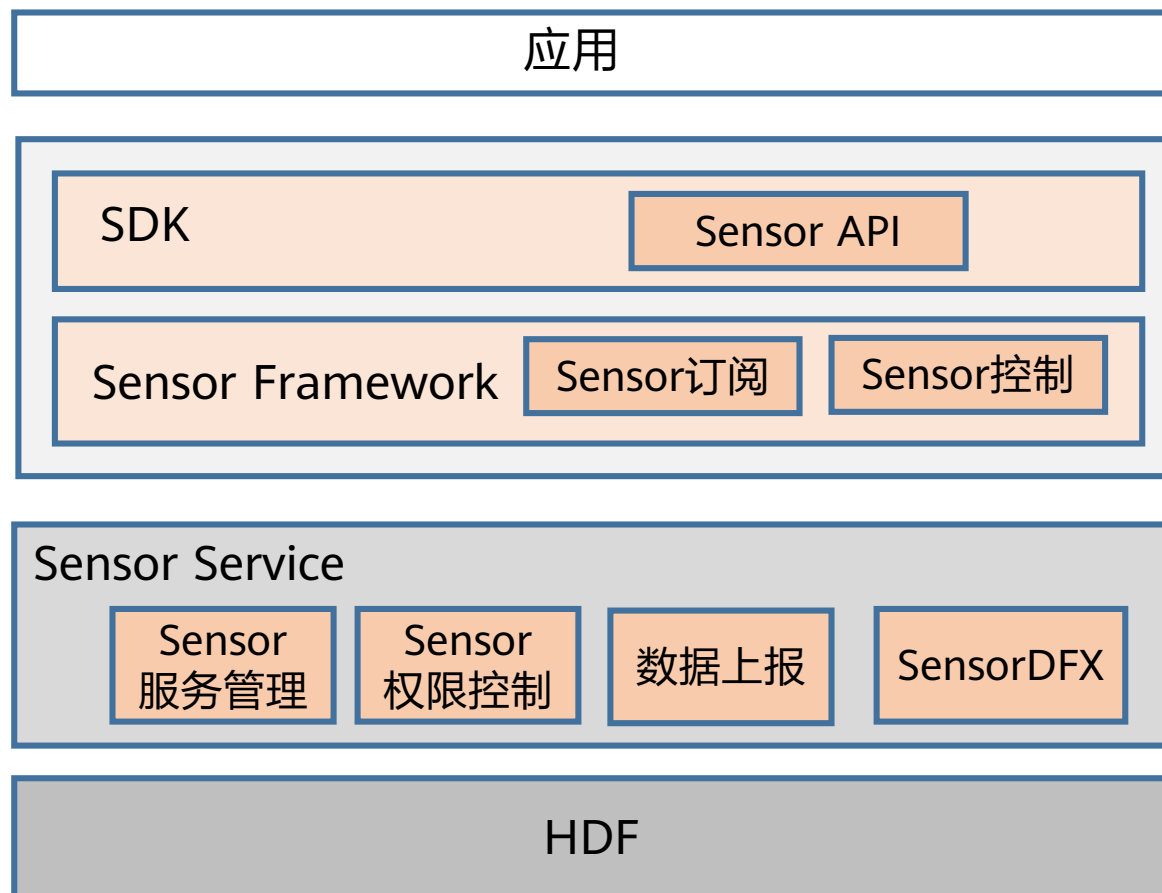 应用
SDK
Sensor API
Sensor Framework
Sensor订阅
Sensor控制
Sensor Service
Sensor
服务管理
Sensor
权限控制
数据上报
SensorDFX
HDF